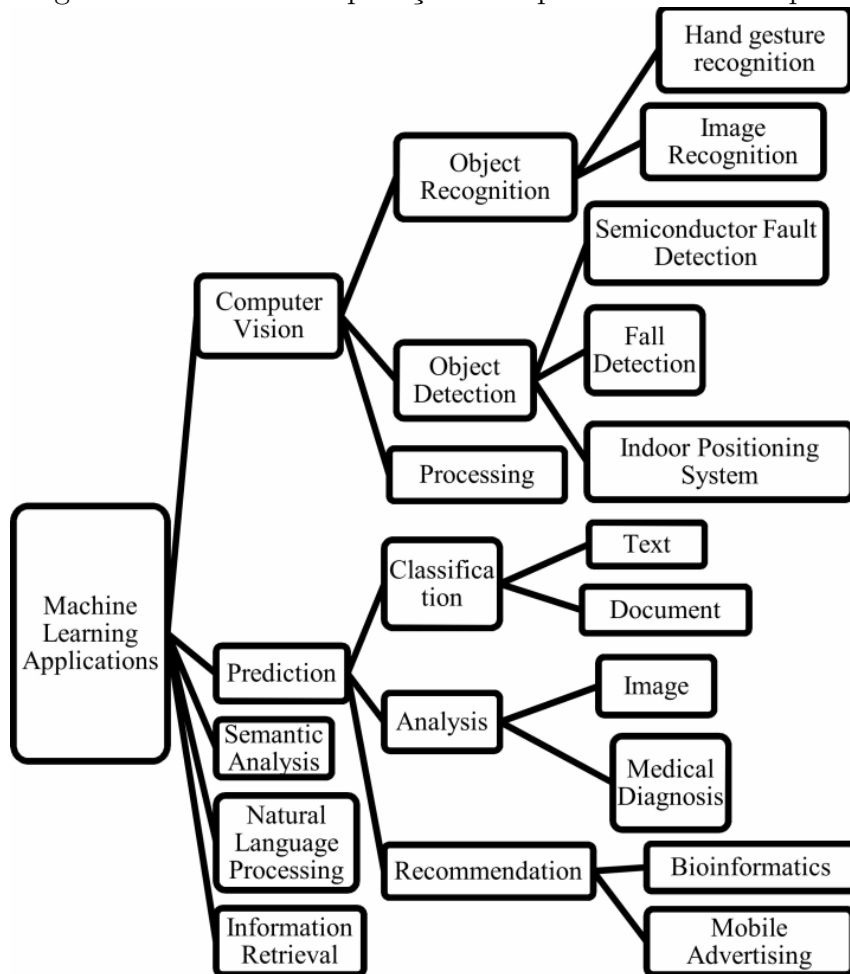 Hand gesture
recognition
Image
Recognition
Object
Recognition
Semiconductor Fault
Detection
Computer
Vision
Fall
Detection
Object
Detection
Indoor Positioning
System
Processing
Text
Classifica
tion
Document
Machine
Learning
Applications
Prediction
Image
Analysis
Semantic
Analysis
Medical
Diagnosis
Natural
Language
Processing
Recommendation
Bioinformatics
Information
Retrieval
Mobile
Advertising